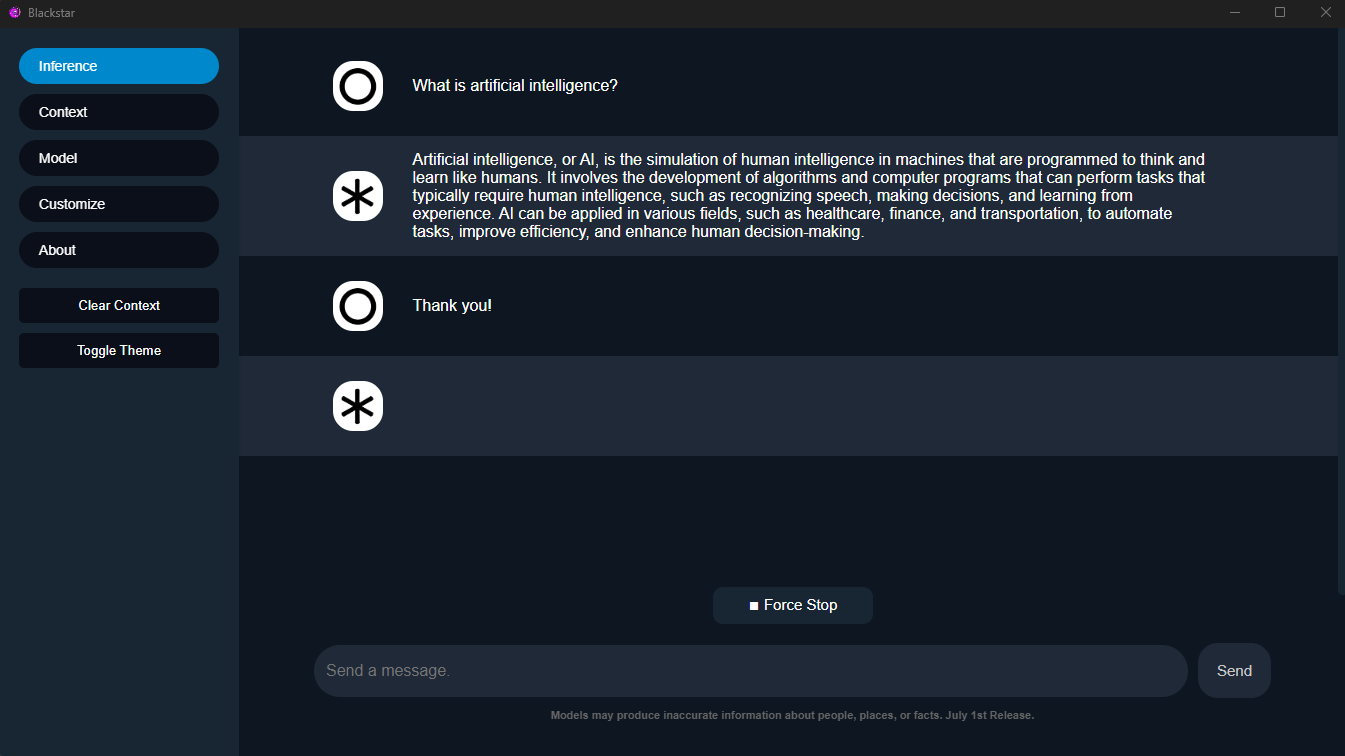 Blackstar
Inference
Context
Model
Customize
About
Clear Context
Toggle Theme
What is artificial intelligence?
Artificial intelligence, or AI, is the simulation of human intelligence in machines that are programmed to think and
learn like humans. It involves the development of algorithms and computer programs that can perform tasks that
typically require human intelligence, such as recognizing speech, making decisions, and learning from
experience. AI can be applied in various fields, such as healthcare, finance, and transportation, to automate
tasks, improve efficiency, and enhance human decision-making.
Thank you!
■ Force Stop
Send a message.
Send
Models may produce inaccurate information about people, places, or facts. July 1st Release.